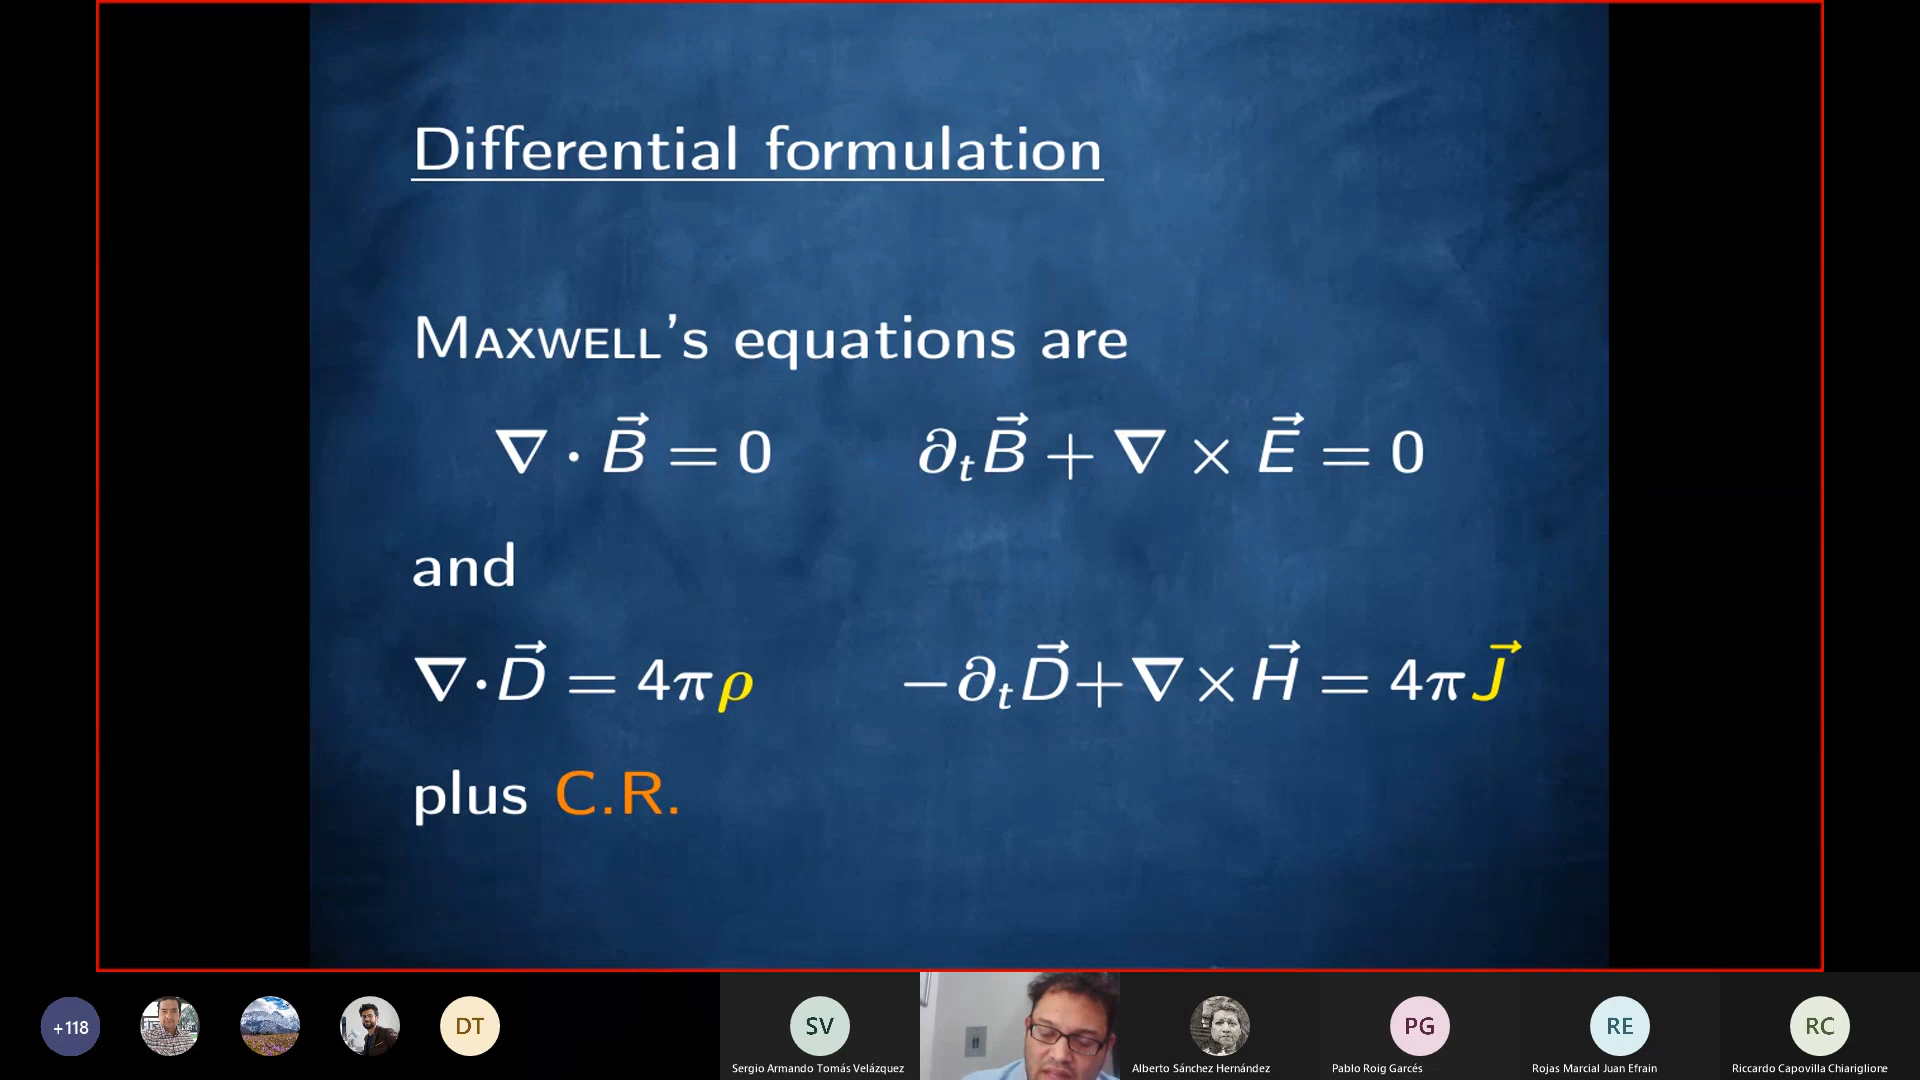 Differential formulation
MAXWELL's equations are
∇ · B⃗ = 0    ∂ₜB⃗ + ∇ × E⃗ = 0
and
∇·D⃗ = 4πρ    −∂ₜD⃗+∇×H⃗ = 4πJ⃗
plus C.R.
+118
DT
SV
PG
RE
RC
Sergio Armando Tomás Velázquez
Alberto Sánchez Hernández
Pablo Roig Garcés
Rojas Marcial Juan Efrain
Riccardo Capovilla Chiariglione